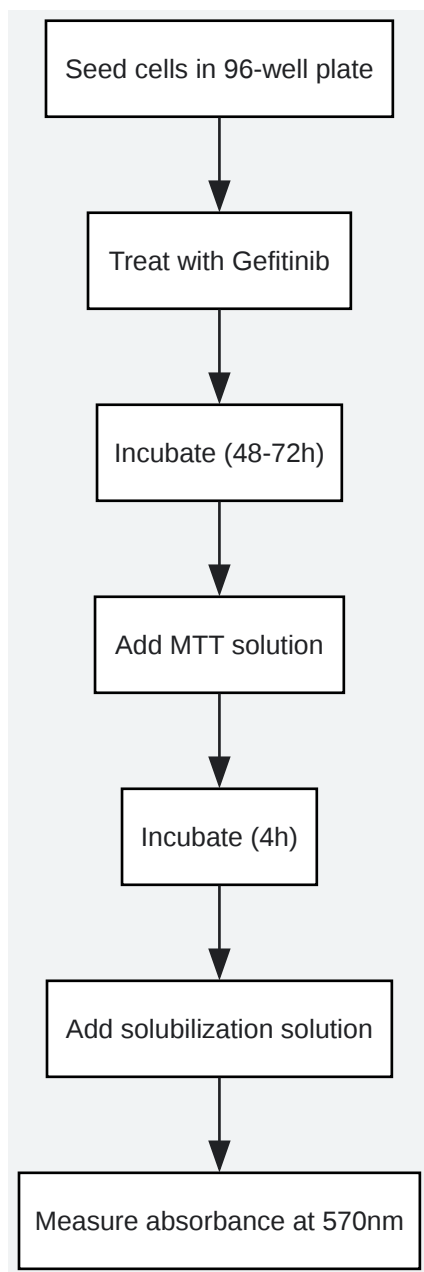 Seed cells in 96-well plate
Treat with Gefitinib
Incubate (48-72h)
Add MTT solution
Incubate (4h)
Add solubilization solution
Measure absorbance at 570nm